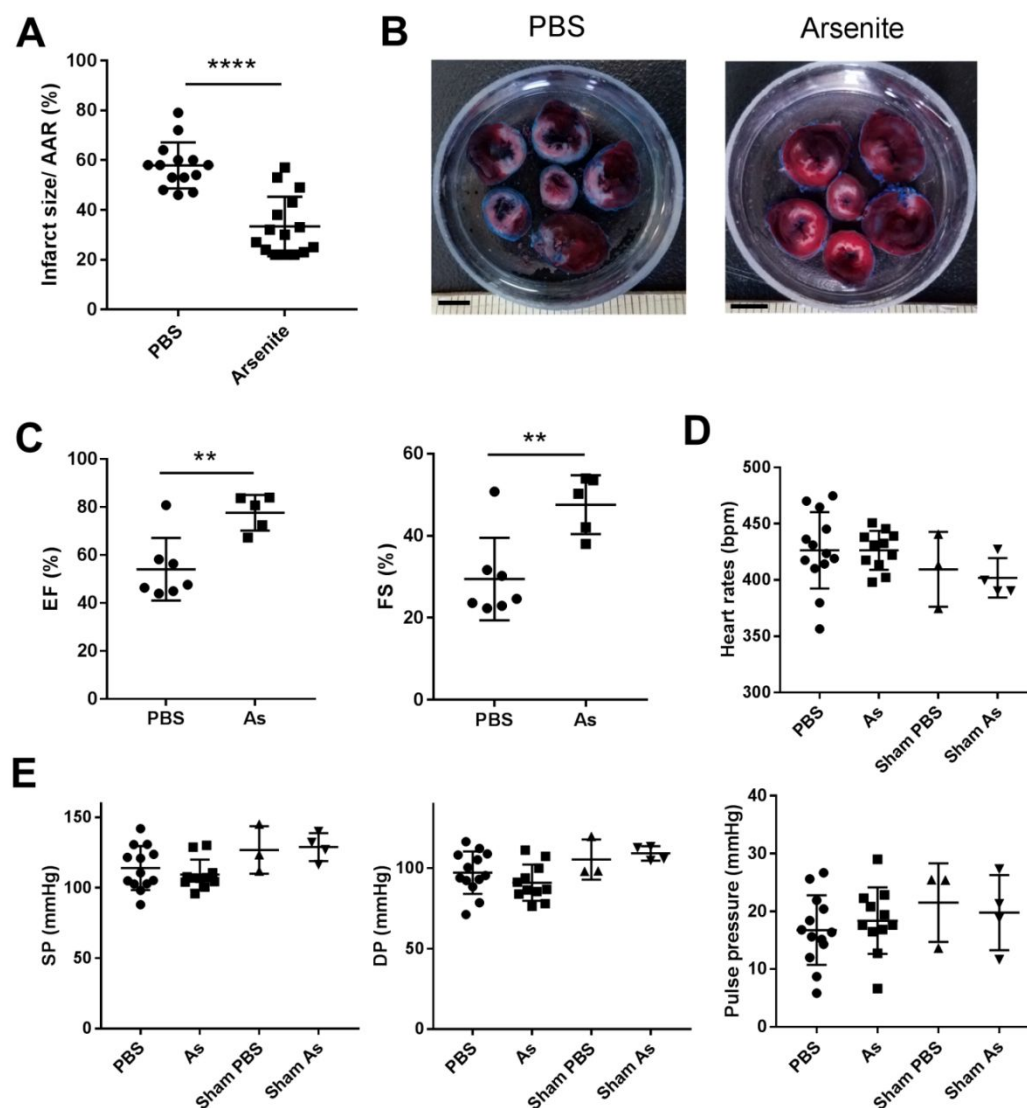 A
Infarct size/ AAR (%)
100
80
60
40
20
0
****
PBS
Arsenite
B
PBS
Arsenite
C
EF (%)
100
80
60
40
20
0
**
PBS
As
FS (%)
60
40
20
0
**
PBS
As
D
Heart rates (bpm)
500
450
400
350
300
PBS
As
Sham PBS
Sham As
E
SP (mmHg)
150
100
50
0
PBS
As
Sham PBS
Sham As
DP (mmHg)
100
50
0
PBS
As
Sham PBS
Sham As
Pulse pressure (mmHg)
40
30
20
10
0
PBS
As
Sham PBS
Sham As